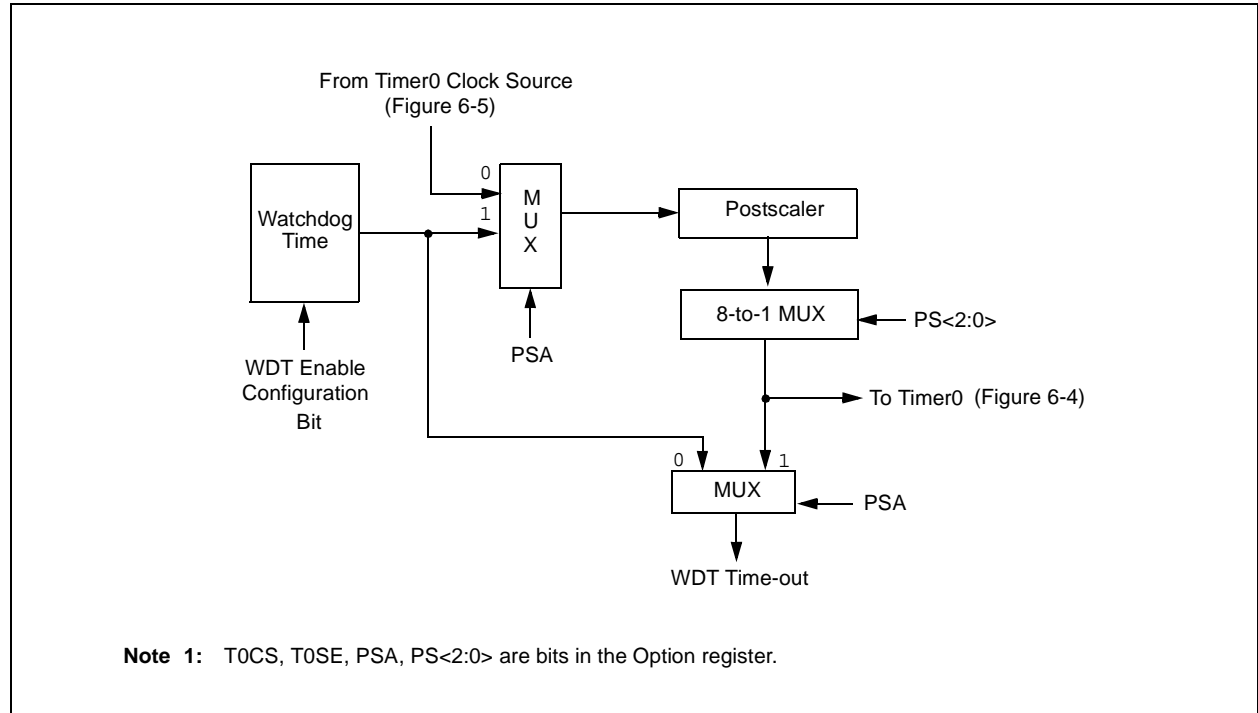 From Timer0 Clock Source
(Figure 6-5)
0
1
M
U
X
Watchdog
Time
Postscaler
8-to-1 MUX
PS<2:0>
PSA
WDT Enable
Configuration
Bit
To Timer0 (Figure 6-4)
0
1
MUX
PSA
WDT Time-out
Note 1: T0CS, T0SE, PSA, PS<2:0> are bits in the Option register.